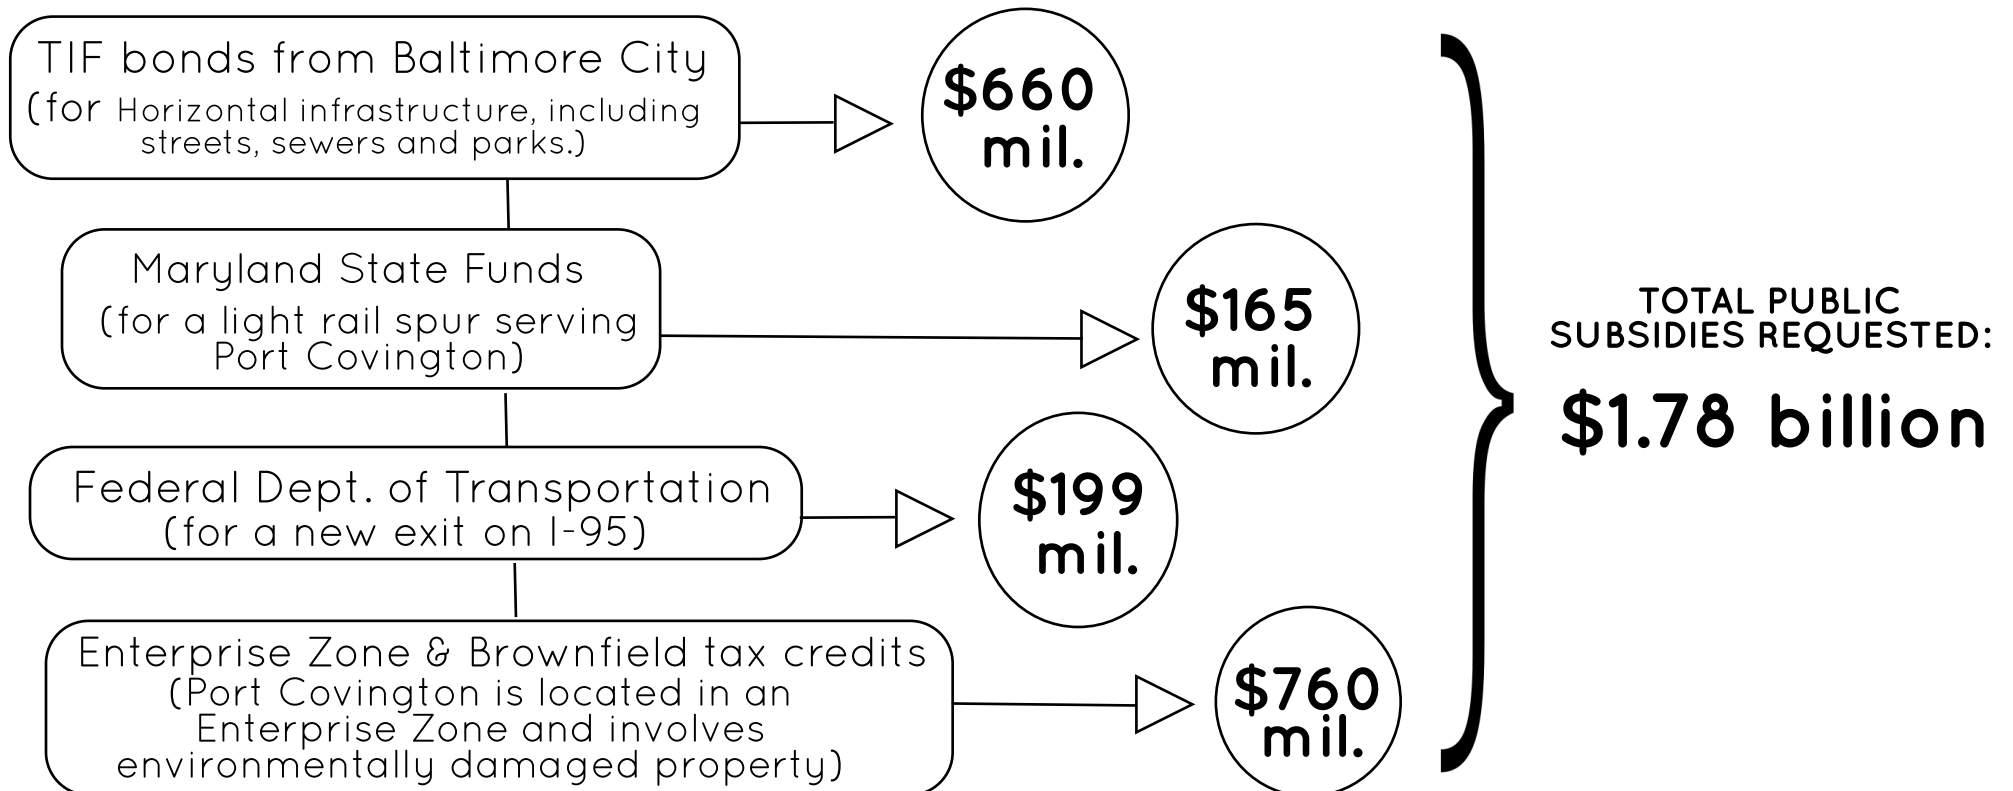 TIF bonds from Baltimore City
(for Horizontal infrastructure, including
streets, sewers and parks.)
$660
mil.
Maryland State Funds
(for a light rail spur serving
Port Covington)
$165
mil.
Federal Dept. of Transportation
(for a new exit on I-95)
$199
mil.
Enterprise Zone & Brownfield tax credits
(Port Covington is located in an
Enterprise Zone and involves
environmentally damaged property)
$760
mil.
TOTAL PUBLIC
SUBSIDIES REQUESTED:
$1.78 billion